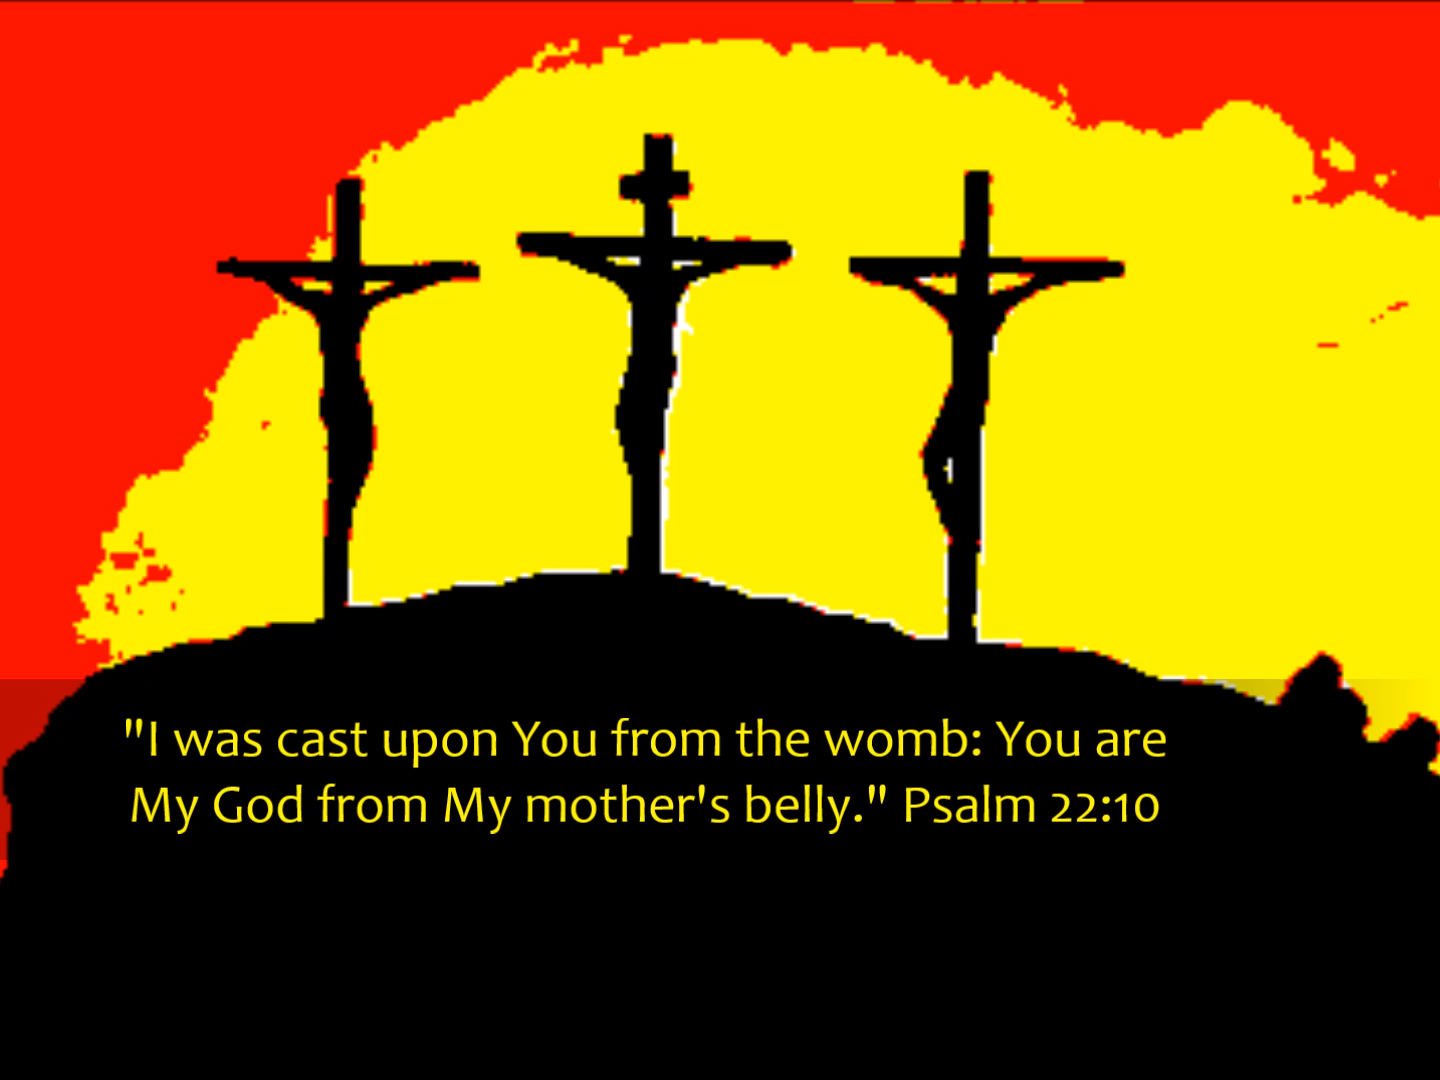 "I was cast upon You from the womb: You are
My God from My mother's belly." Psalm 22:10